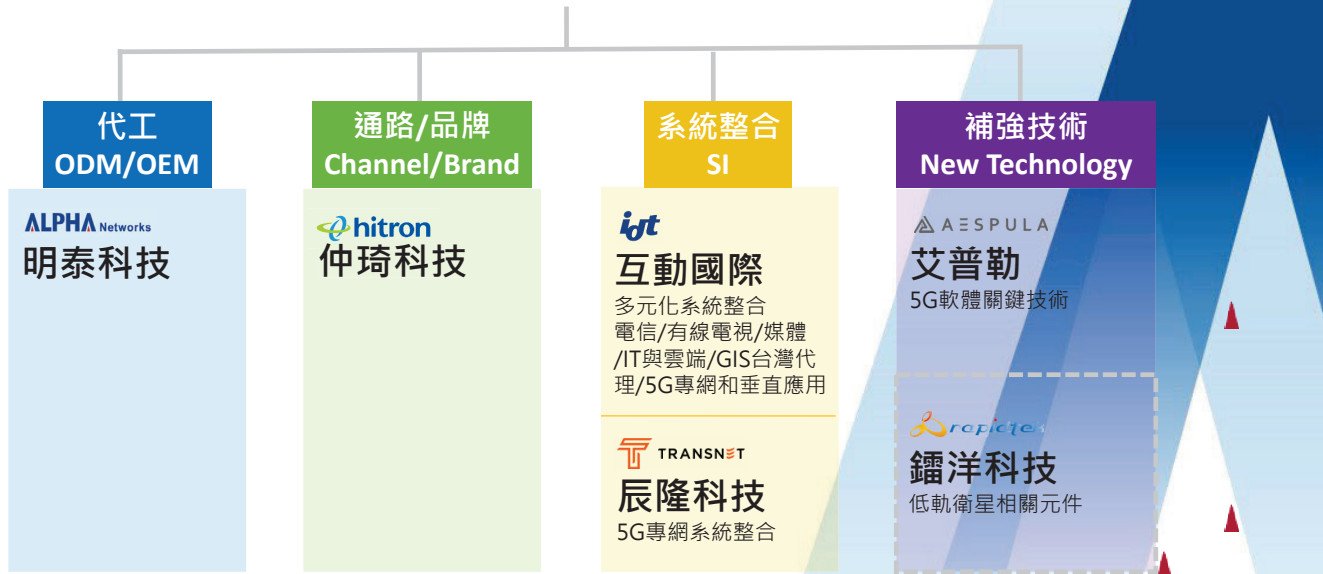 代工
ODM/OEM
ALPHA Networks
明泰科技
通路/品牌
Channel/Brand
hitron
仲琦科技
系統整合
SI
idt
互動國際
多元化系統整合
電信/有線電視/媒體
/IT與雲端/GIS台灣代
理/5G專網和垂直應用
TRANSNET
辰隆科技
5G專網系統整合
補強技術
New Technology
AESPULA
艾普勒
5G軟體關鍵技術
鐳洋科技
低軌衛星相關元件